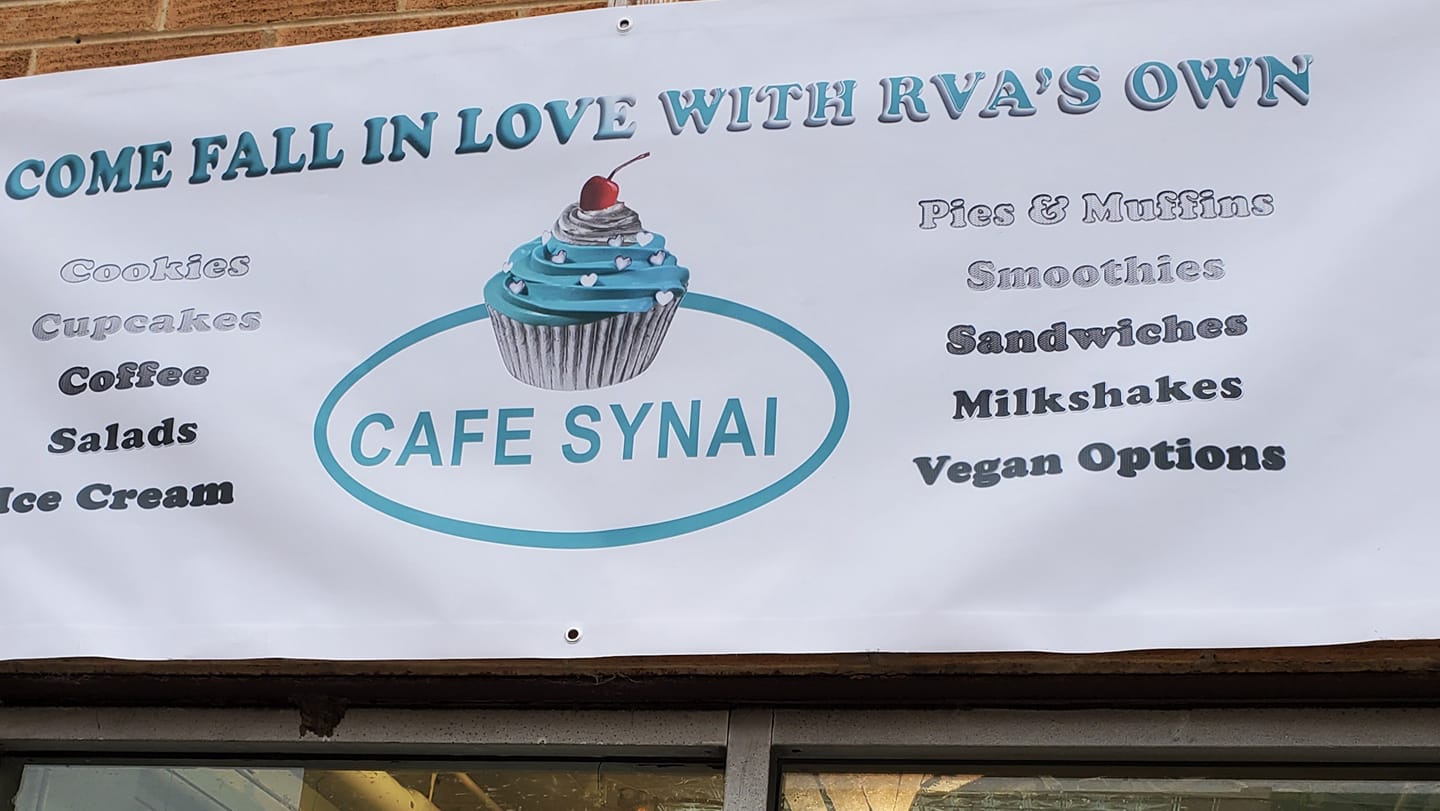 COME FALL IN LOVE WITH RVA'S OWN
Cookies
Cupcakes
Coffee
Salads
Ice Cream
CAFE SYNAI
Pies & Muffins
Smoothies
Sandwiches
Milkshakes
Vegan Options